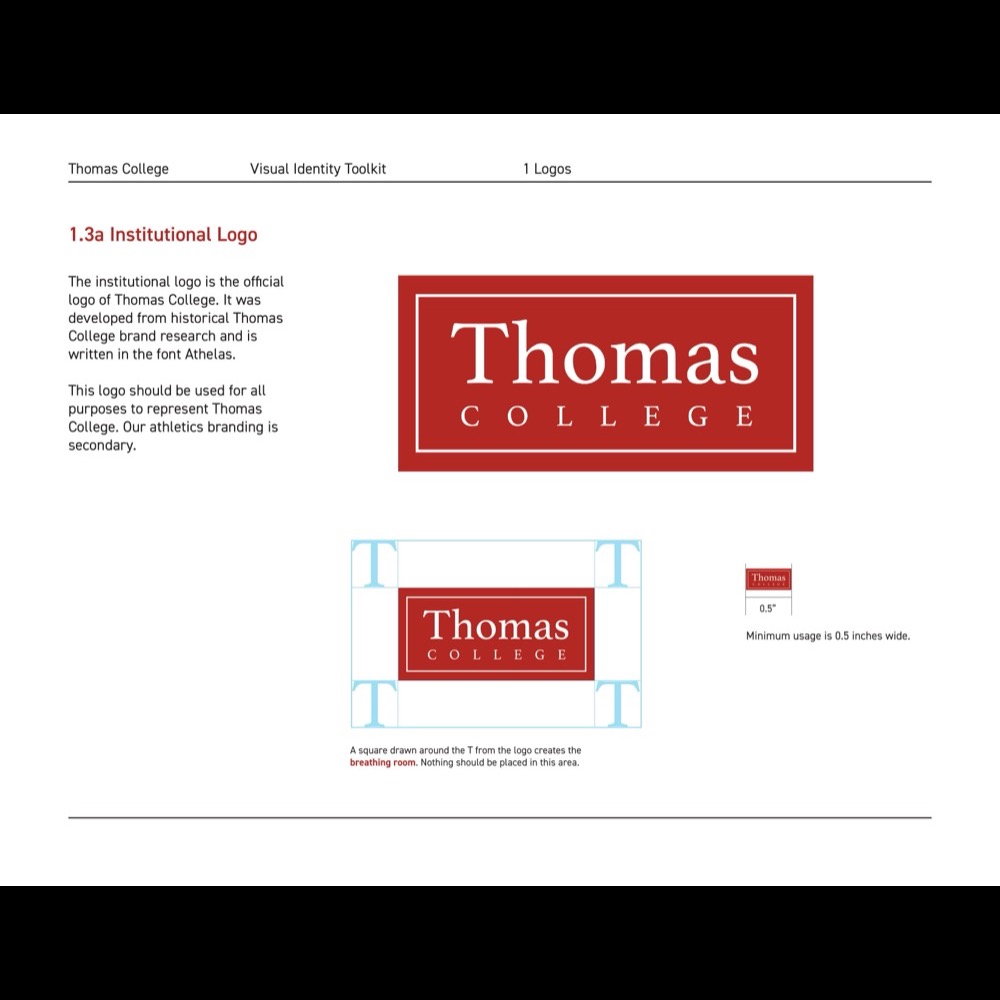 Thomas College Visual Identity Toolkit 1 Logos
1.3a Institutional Logo
The institutional logo is the official
logo of Thomas College. It was
developed from historical Thomas
College brand research and is
written in the font Athelas.
This logo should be used for all
purposes to represent Thomas
College. Our athletics branding is
secondary.
Thomas
COLLEGE
T T
Thomas
COLLEGE
T T
A square drawn around the T from the logo creates the
breathing room. Nothing should be placed in this area.
Thomas
COLLEGE
0.5"
Minimum usage is 0.5 inches wide.